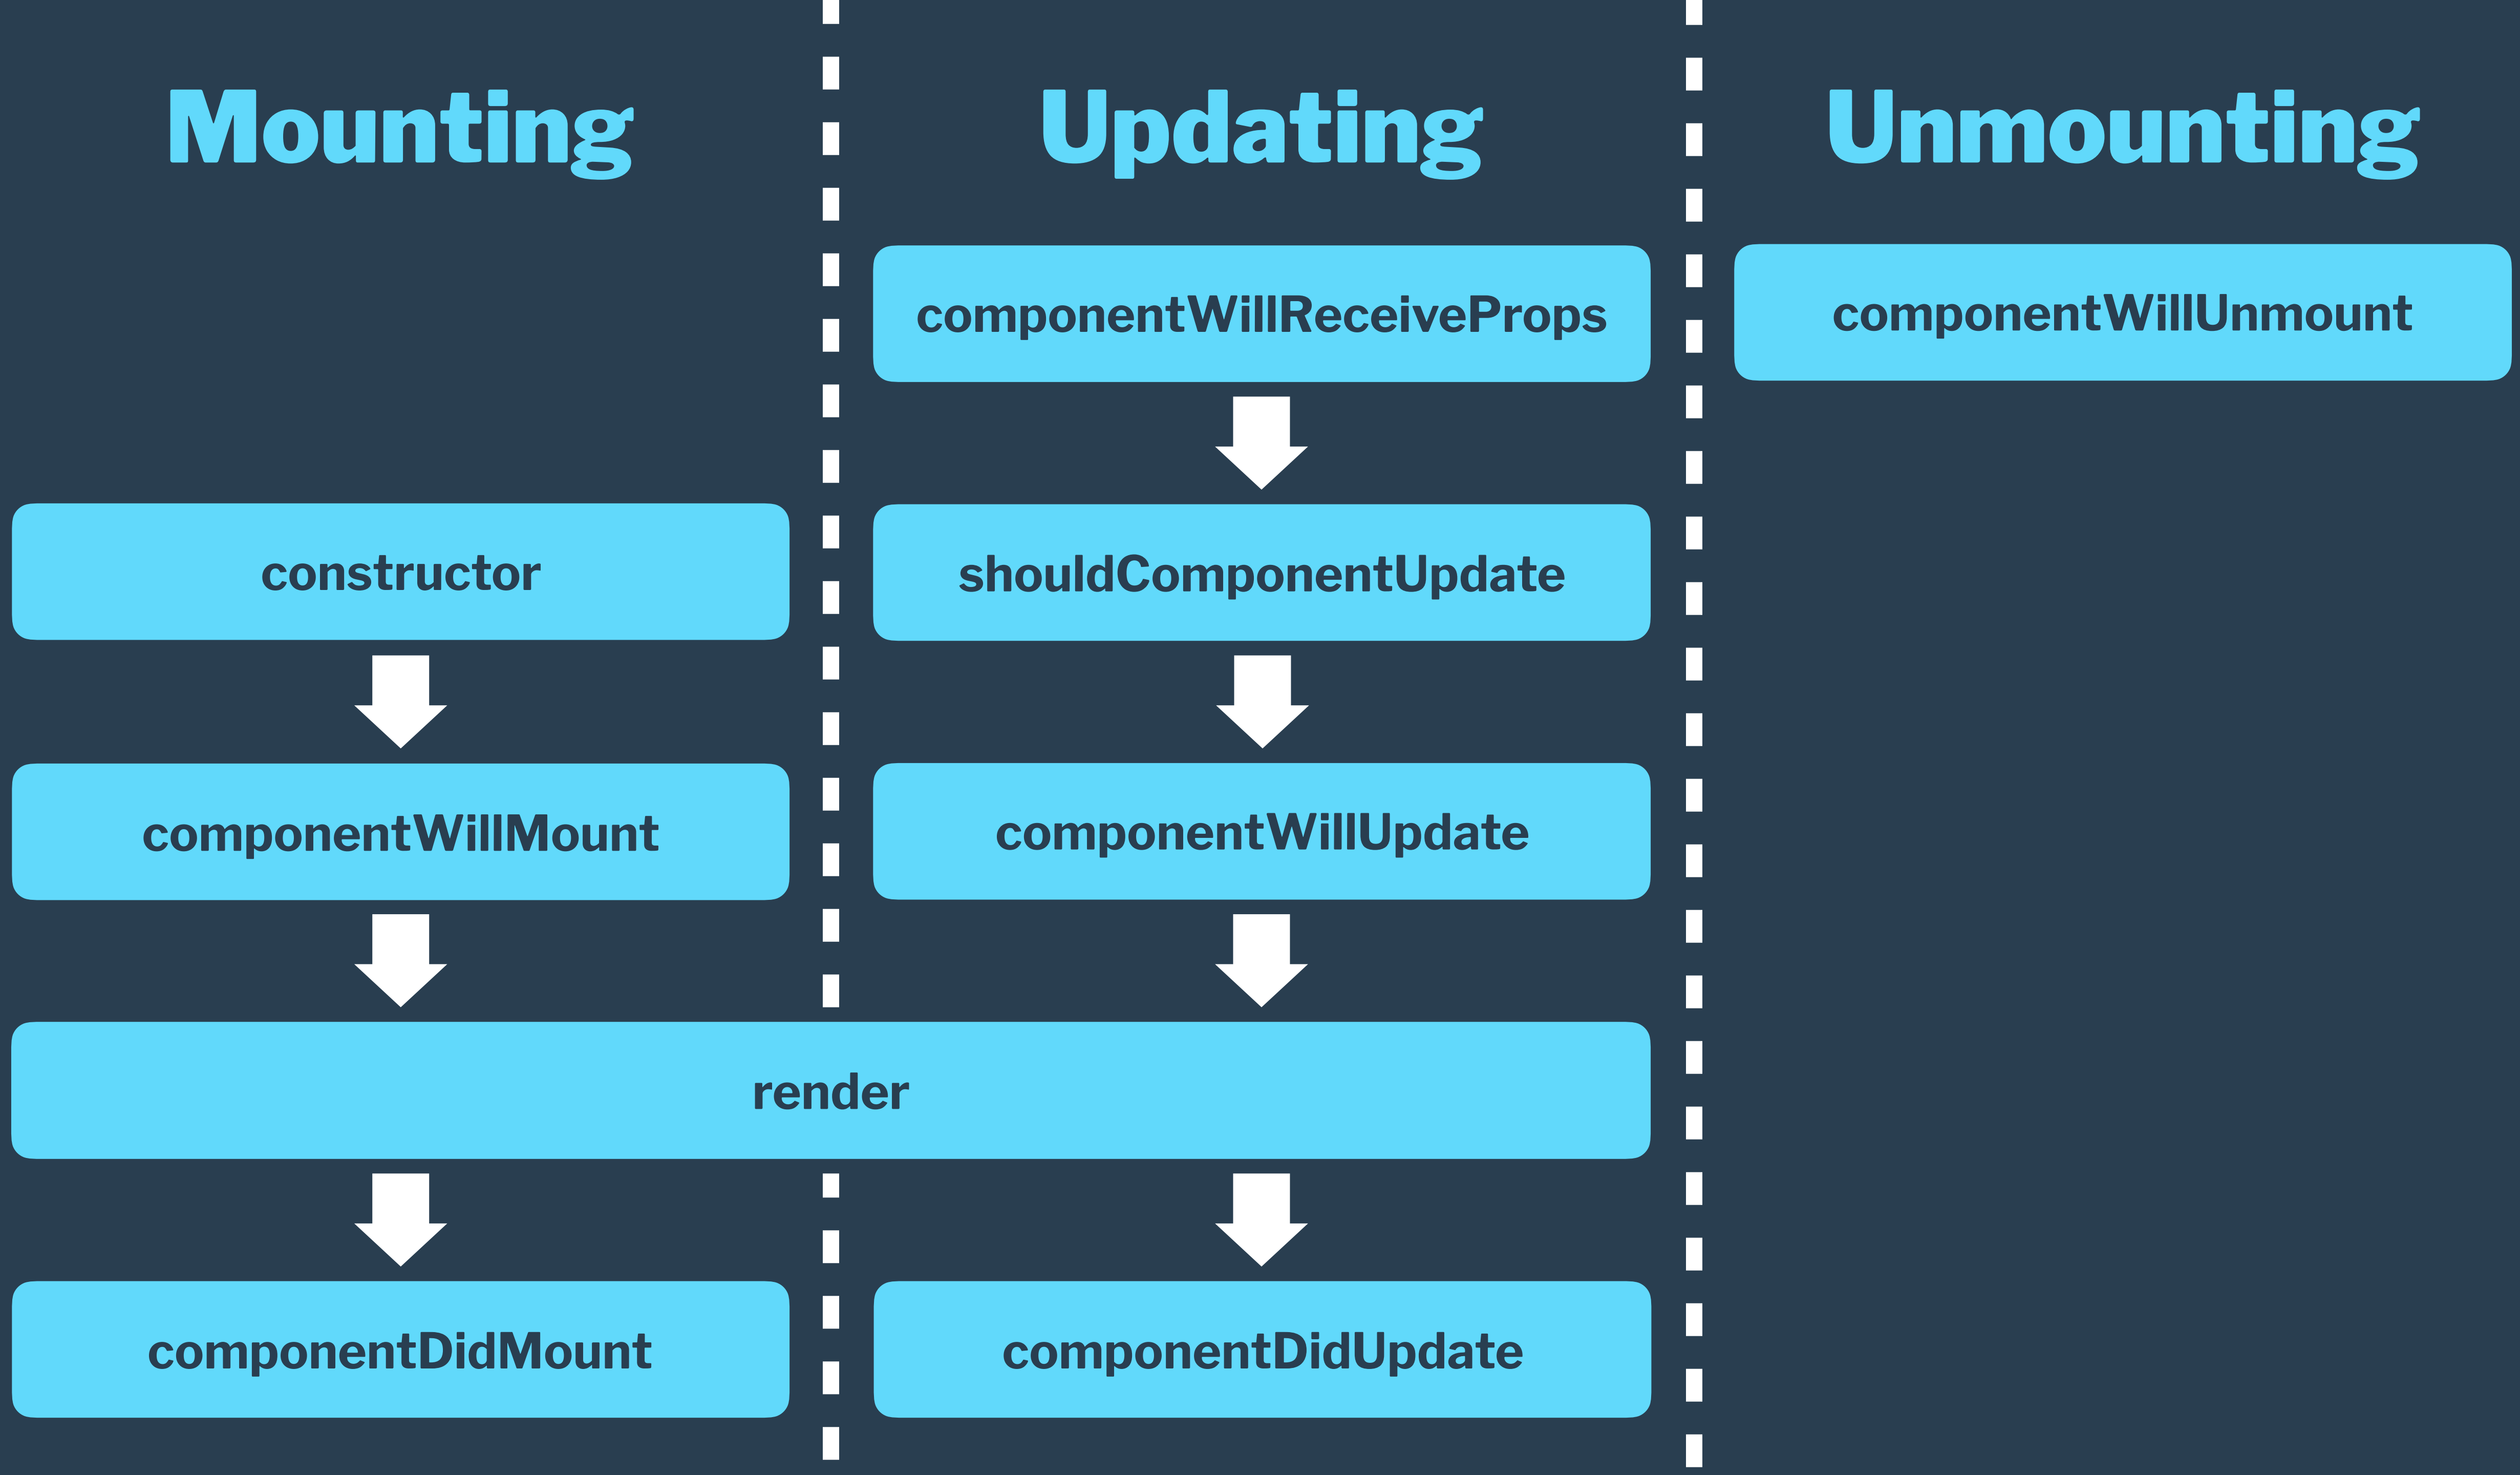 Mounting
Updating
Unmounting
componentWillReceiveProps
componentWillUnmount
constructor
shouldComponentUpdate
componentWillMount
componentWillUpdate
render
componentDidMount
componentDidUpdate